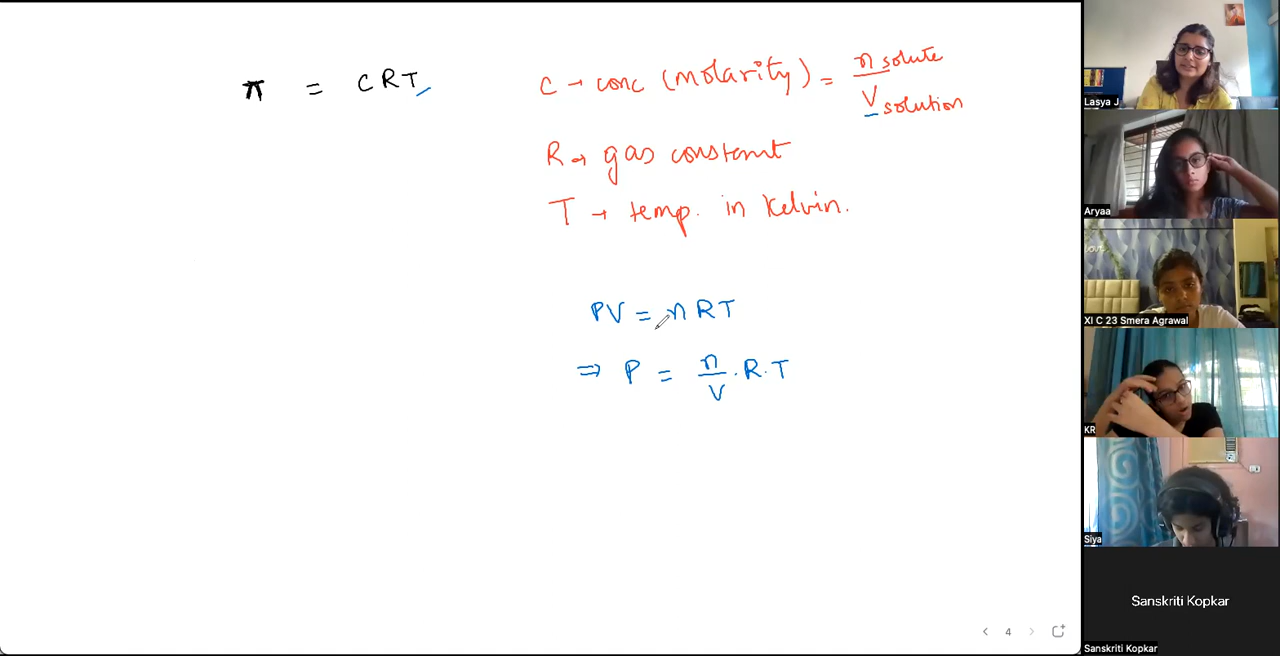 π = CRT
C → conc (molarity) = n solute / V solution
R → gas constant
T → temp. in Kelvin.
PV = nRT
⇒ P = n/V . R.T
4
Lasya J
Aryaa
XI C 23 Smera Agrawal
KR
Siya
Sanskriti Kopkar
Sanskriti Kopkar